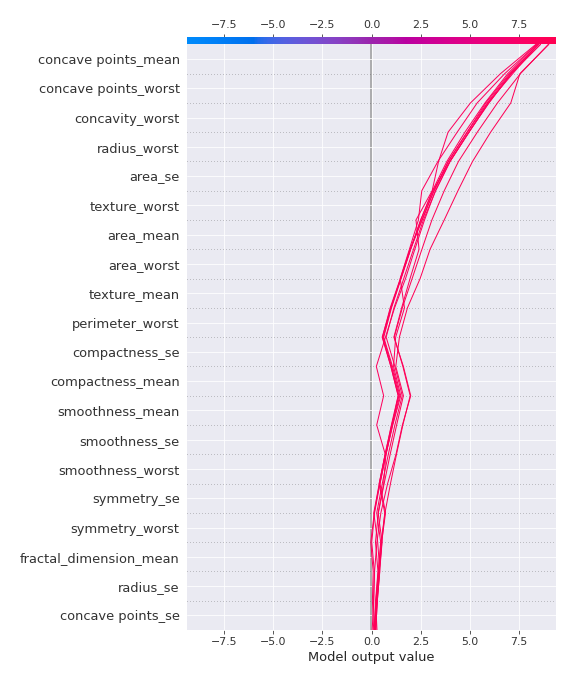 −7.5 −5.0 −2.5 0.0 2.5 5.0 7.5
concave points_mean
concave points_worst
concavity_worst
radius_worst
area_se
texture_worst
area_mean
area_worst
texture_mean
perimeter_worst
compactness_se
compactness_mean
smoothness_mean
smoothness_se
smoothness_worst
symmetry_se
symmetry_worst
fractal_dimension_mean
radius_se
concave points_se
−7.5 −5.0 −2.5 0.0 2.5 5.0 7.5
Model output value